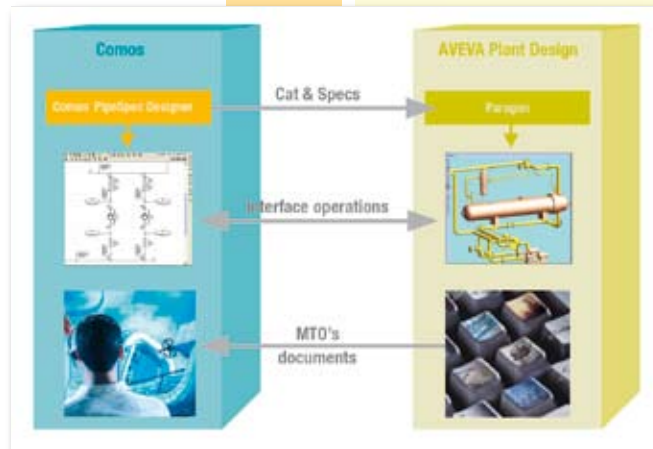 Comos
AVEVA Plant Design
Comos PipeSpec Designer
Cat & Specs
Paragon
Interface operations
MTO's
documents